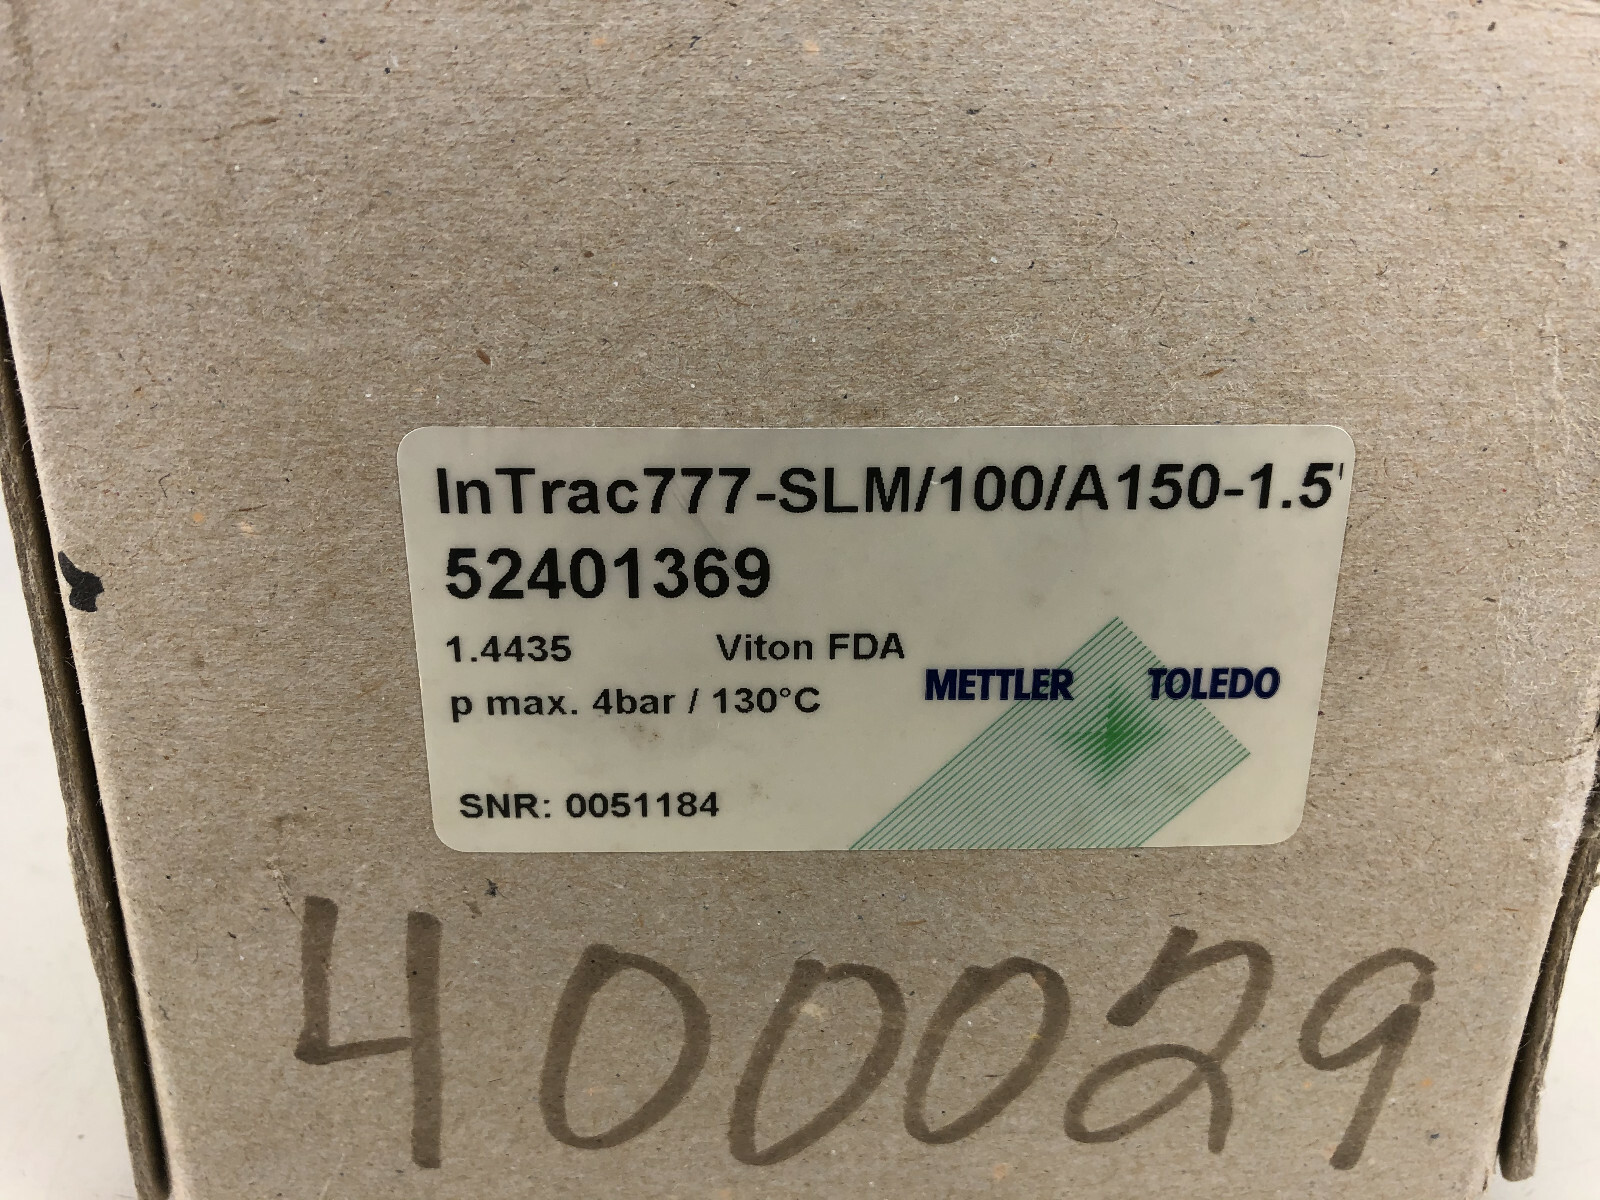 InTrac777-SLM/100/A150-1.5'
52401369
1.4435 Viton FDA
p max. 4bar / 130°C
METTLER TOLEDO
SNR: 0051184
400029